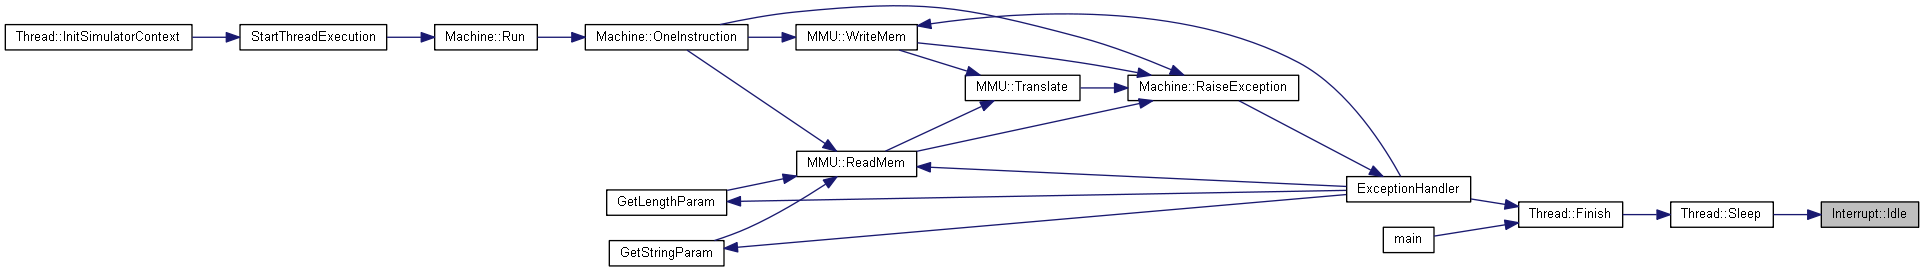 Thread::InitSimulatorContext
StartThreadExecution
Machine::Run
Machine::OneInstruction
MMU::WriteMem
MMU::Translate
Machine::RaiseException
MMU::ReadMem
GetLengthParam
GetStringParam
ExceptionHandler
main
Thread::Finish
Thread::Sleep
Interrupt::Idle